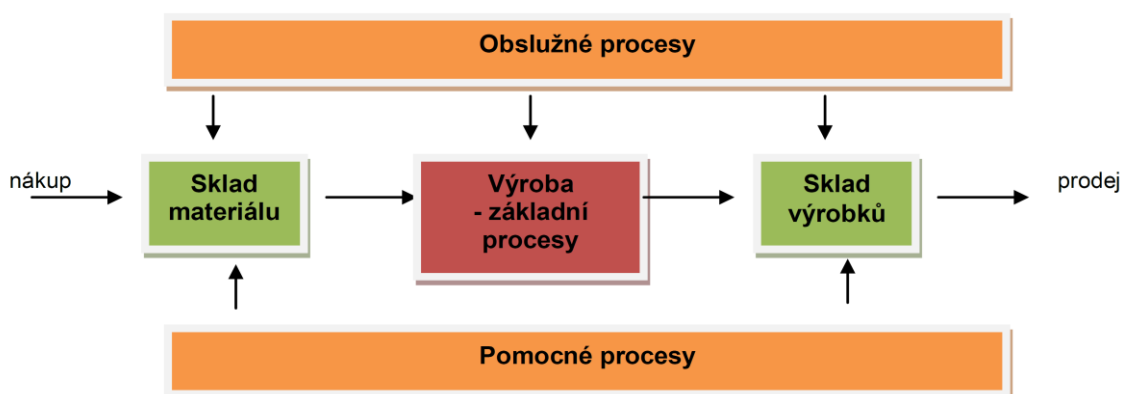 Obslužné procesy
nákup
Sklad
materiálu
Výroba
- základní
procesy
Sklad
výrobků
prodej
Pomocné procesy